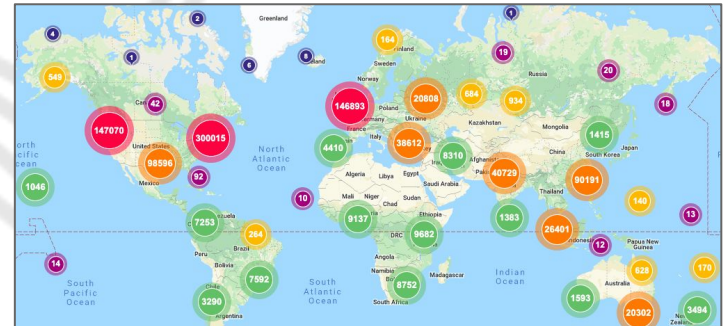 2
1
Greenland
4
164
1
8
Iceland
6
Finland
Sweden
19
Russia
20
549
1
Norway
42
146893
20808
684
934
18
Poland
Ukraine
147070
300015
France
Italy
Kazakhstan
Mongolia
4410
38612
1415
North
Atlantic
Ocean
United States
98596
8310
Afghanistan
China
Japan
South Korea
Algeria
Libya
Egypt
40729
92
Mexico
Saudi Arabia
90191
1046
10
Mali
Niger
Chad
Sudan
Thailand
140
7253
9137
Ethiopia
1383
13
264
DRC
9682
26401
12
Papua New
Guinea
Brazil
Peru
14
Bolivia
Angola
South
Pacific
Ocean
7592
South
Atlantic
Ocean
Namibia
8752
Madagascar
Indian
Ocean
628
170
Australia
3290
South Africa
1593
20302
3494
Argentina